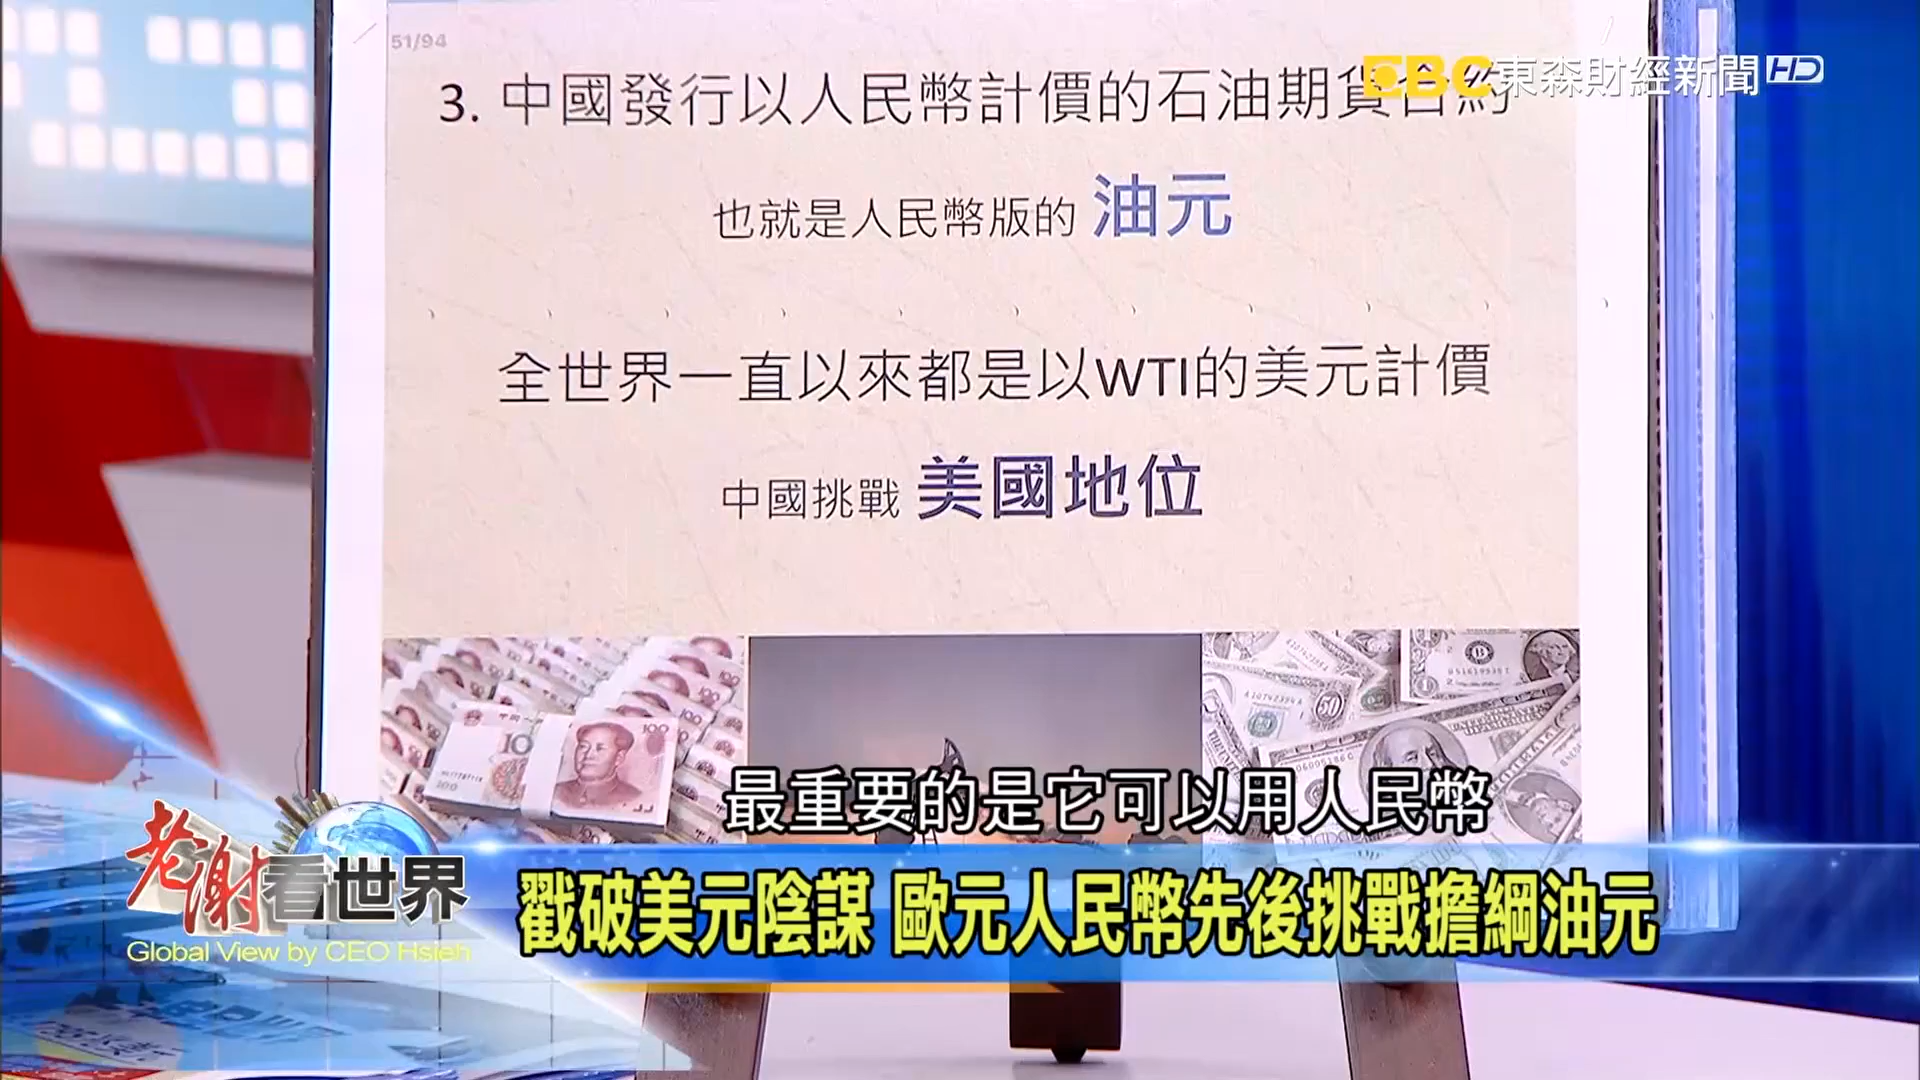 51/94
EBC東森財經新聞HD
3. 中國發行以人民幣計價的石油期貨合約
也就是人民幣版的 油元
全世界一直以來都是以WTI的美元計價
中國挑戰 美國地位
最重要的是它可以用人民幣
老謝看世界
Global View by CEO Hsieh
戳破美元陰謀 歐元人民幣先後挑戰擔綱油元